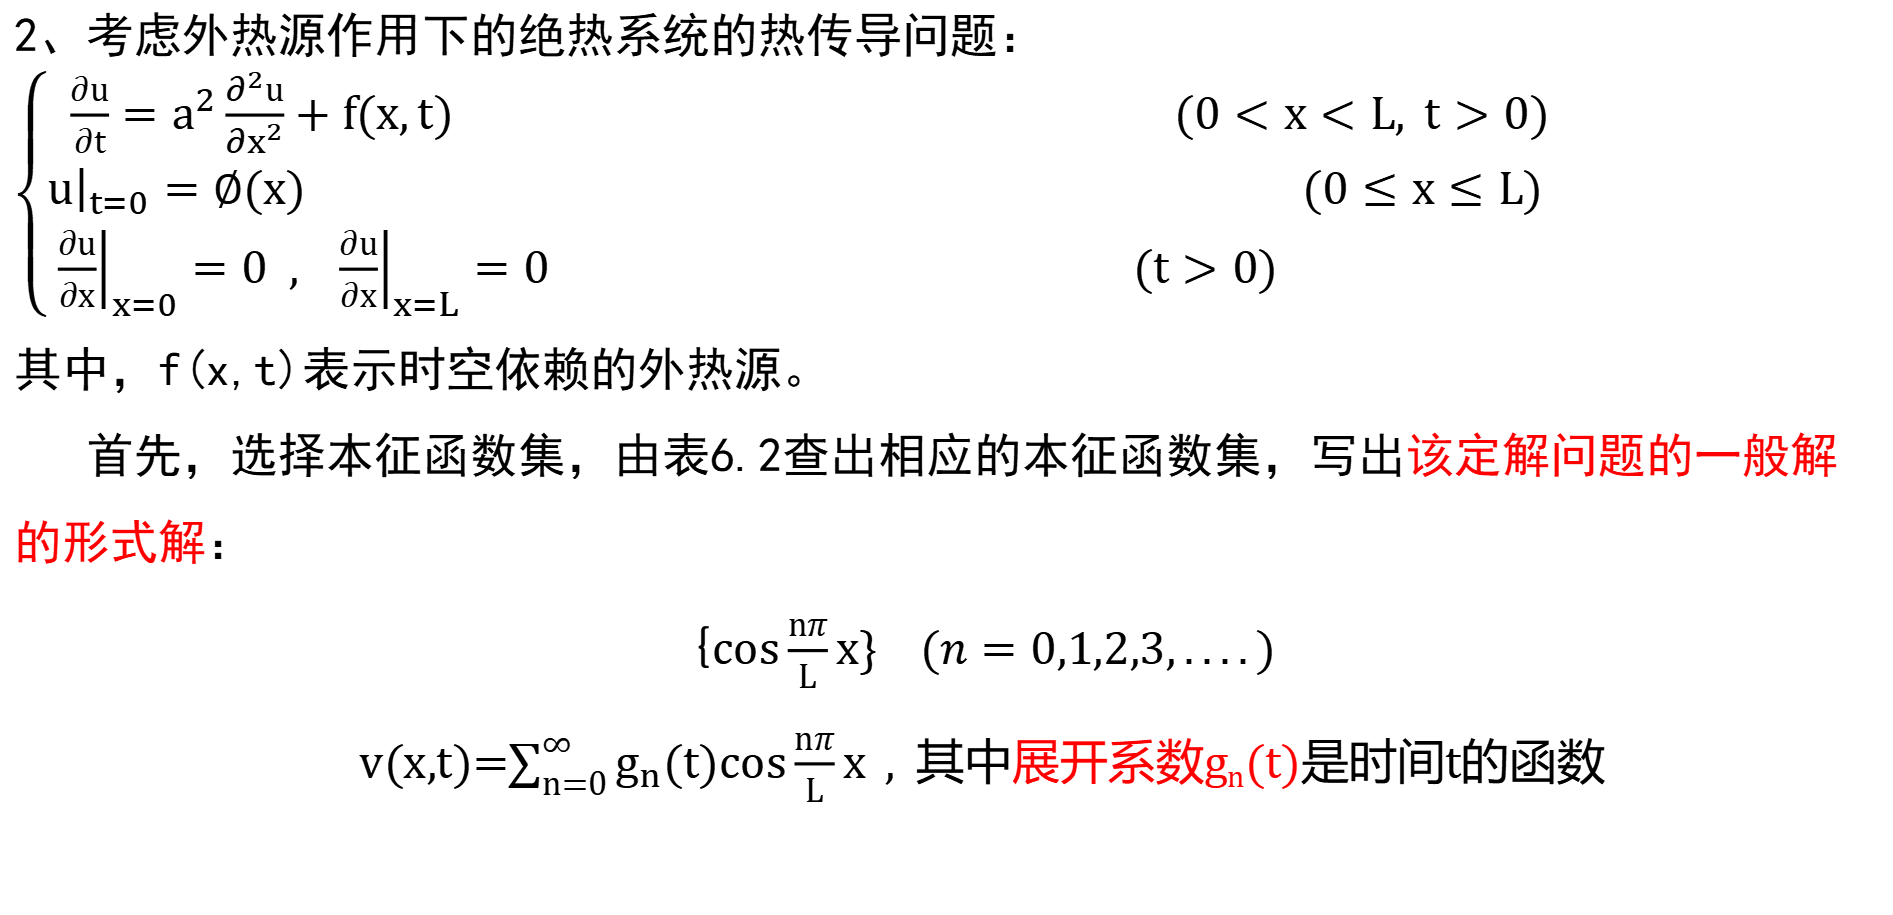 2、考虑外热源作用下的绝热系统的热传导问题：
∂u/∂t = a² ∂²u/∂x² + f(x, t) (0 < x < L, t > 0)
u|t=0 = Ø(x) (0 ≤ x ≤ L)
∂u/∂x|x=0 = 0 , ∂u/∂x|x=L = 0 (t > 0)
其中，f(x,t)表示时空依赖的外热源。
首先，选择本征函数集，由表6.2查出相应的本征函数集，写出该定解问题的一般解
的形式解：
{cos nπ/L x} (n = 0,1,2,3,....)
v(x,t)=∑_{n=0}^{∞} gₙ(t)cos nπ/L x，其中展开系数gₙ(t)是时间t的函数